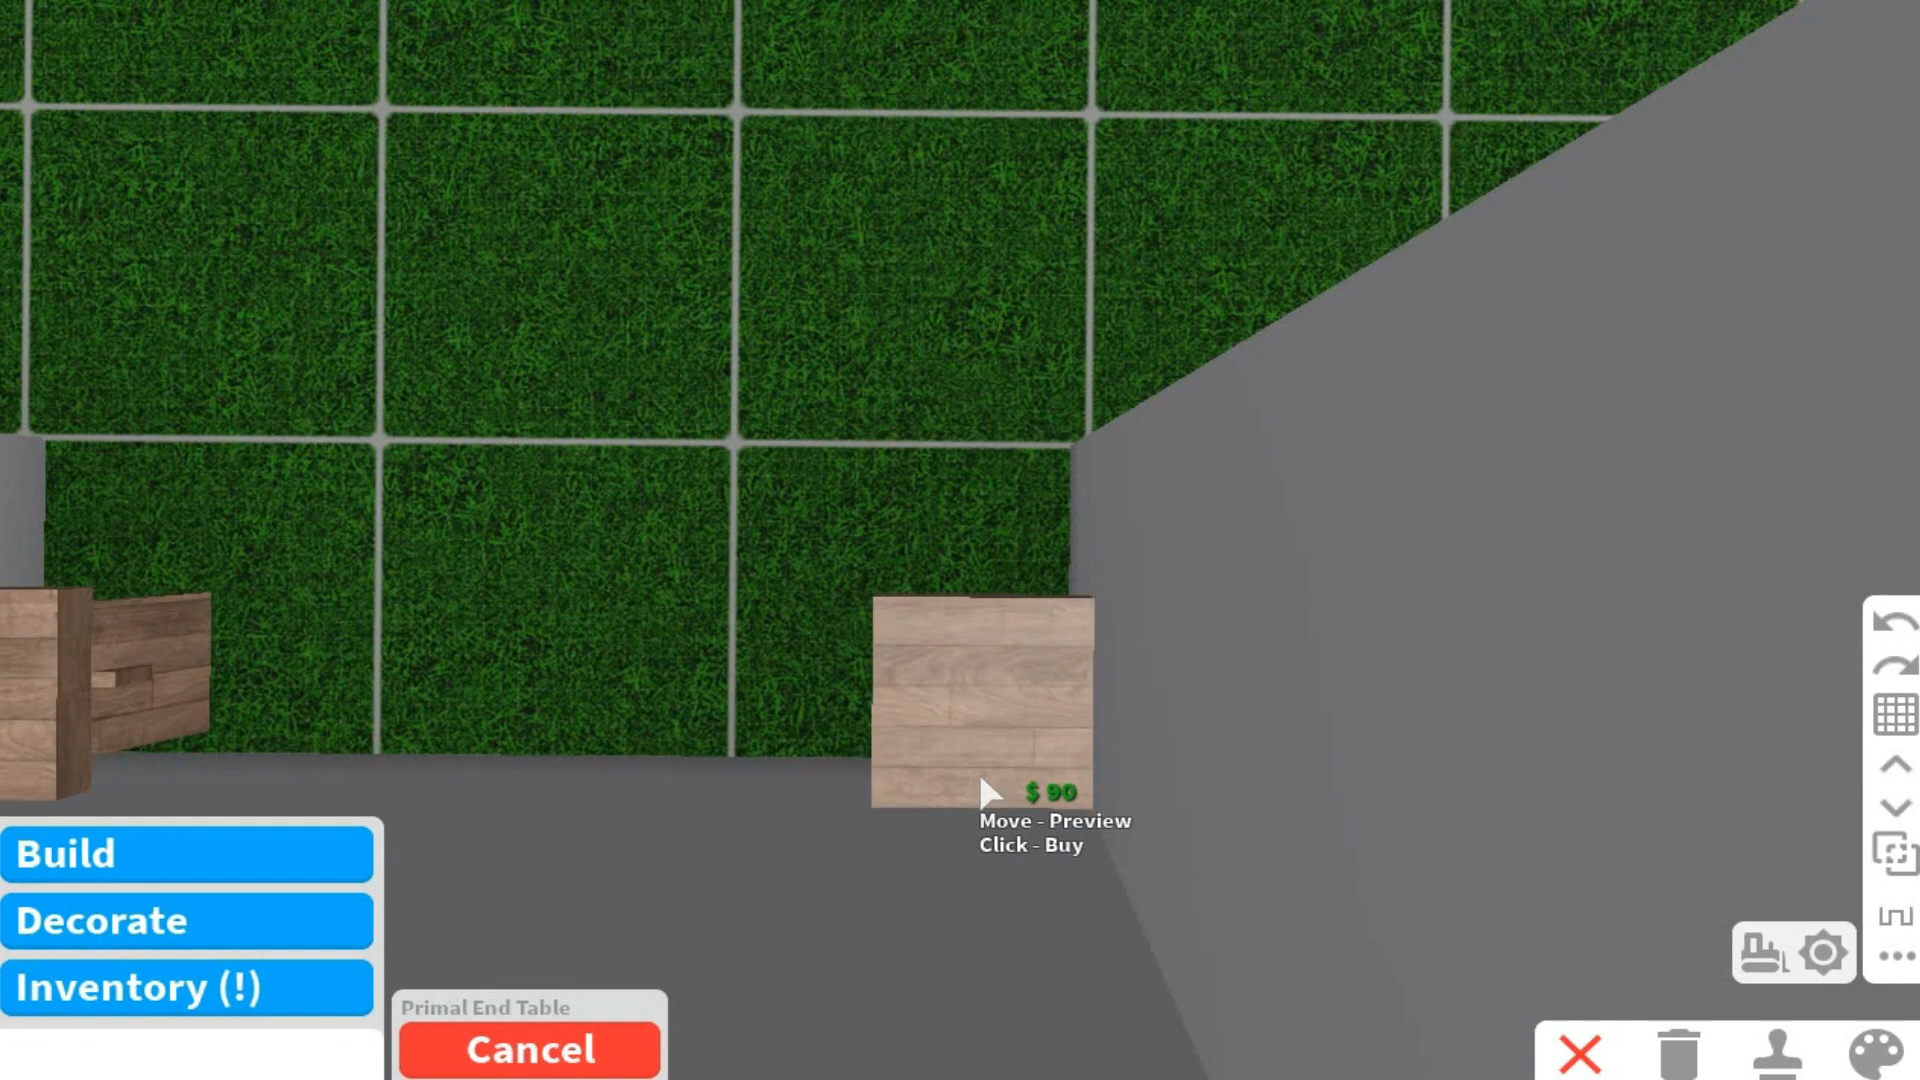 $ 90
Move - Preview
Click - Buy
Build
Decorate
Inventory (!)
Primal End Table
Cancel